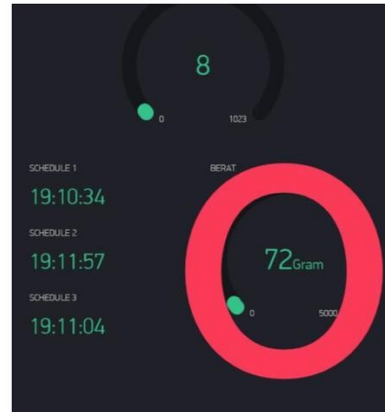 8
0 1023
SCHEDULE 1
19:10:34
SCHEDULE 2
19:11:57
SCHEDULE 3
19:11:04
BERAT
72Gram
0 5000